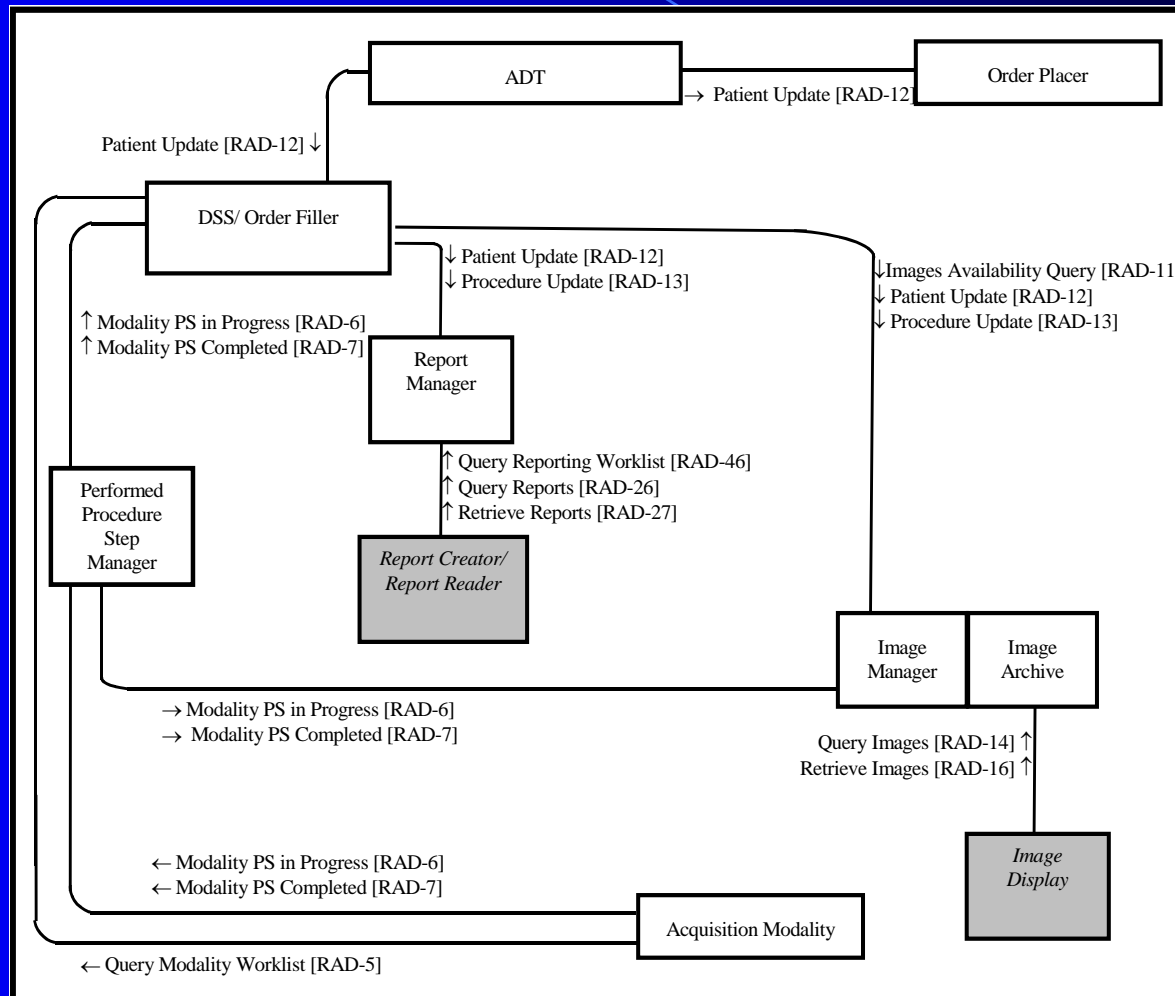 ADT
Order Placer
→ Patient Update [RAD-12]
Patient Update [RAD-12] ↓
DSS/ Order Filler
↓ Patient Update [RAD-12]
↓ Procedure Update [RAD-13]
↓Images Availability Query [RAD-11
↓ Patient Update [RAD-12]
↓ Procedure Update [RAD-13]
↑ Modality PS in Progress [RAD-6]
↑ Modality PS Completed [RAD-7]
Report
Manager
↑ Query Reporting Worklist [RAD-46]
↑ Query Reports [RAD-26]
↑ Retrieve Reports [RAD-27]
Performed
Procedure
Step
Manager
Report Creator/
Report Reader
Image
Manager
Image
Archive
→ Modality PS in Progress [RAD-6]
→ Modality PS Completed [RAD-7]
Query Images [RAD-14] ↑
Retrieve Images [RAD-16] ↑
Image
Display
← Modality PS in Progress [RAD-6]
← Modality PS Completed [RAD-7]
Acquisition Modality
← Query Modality Worklist [RAD-5]